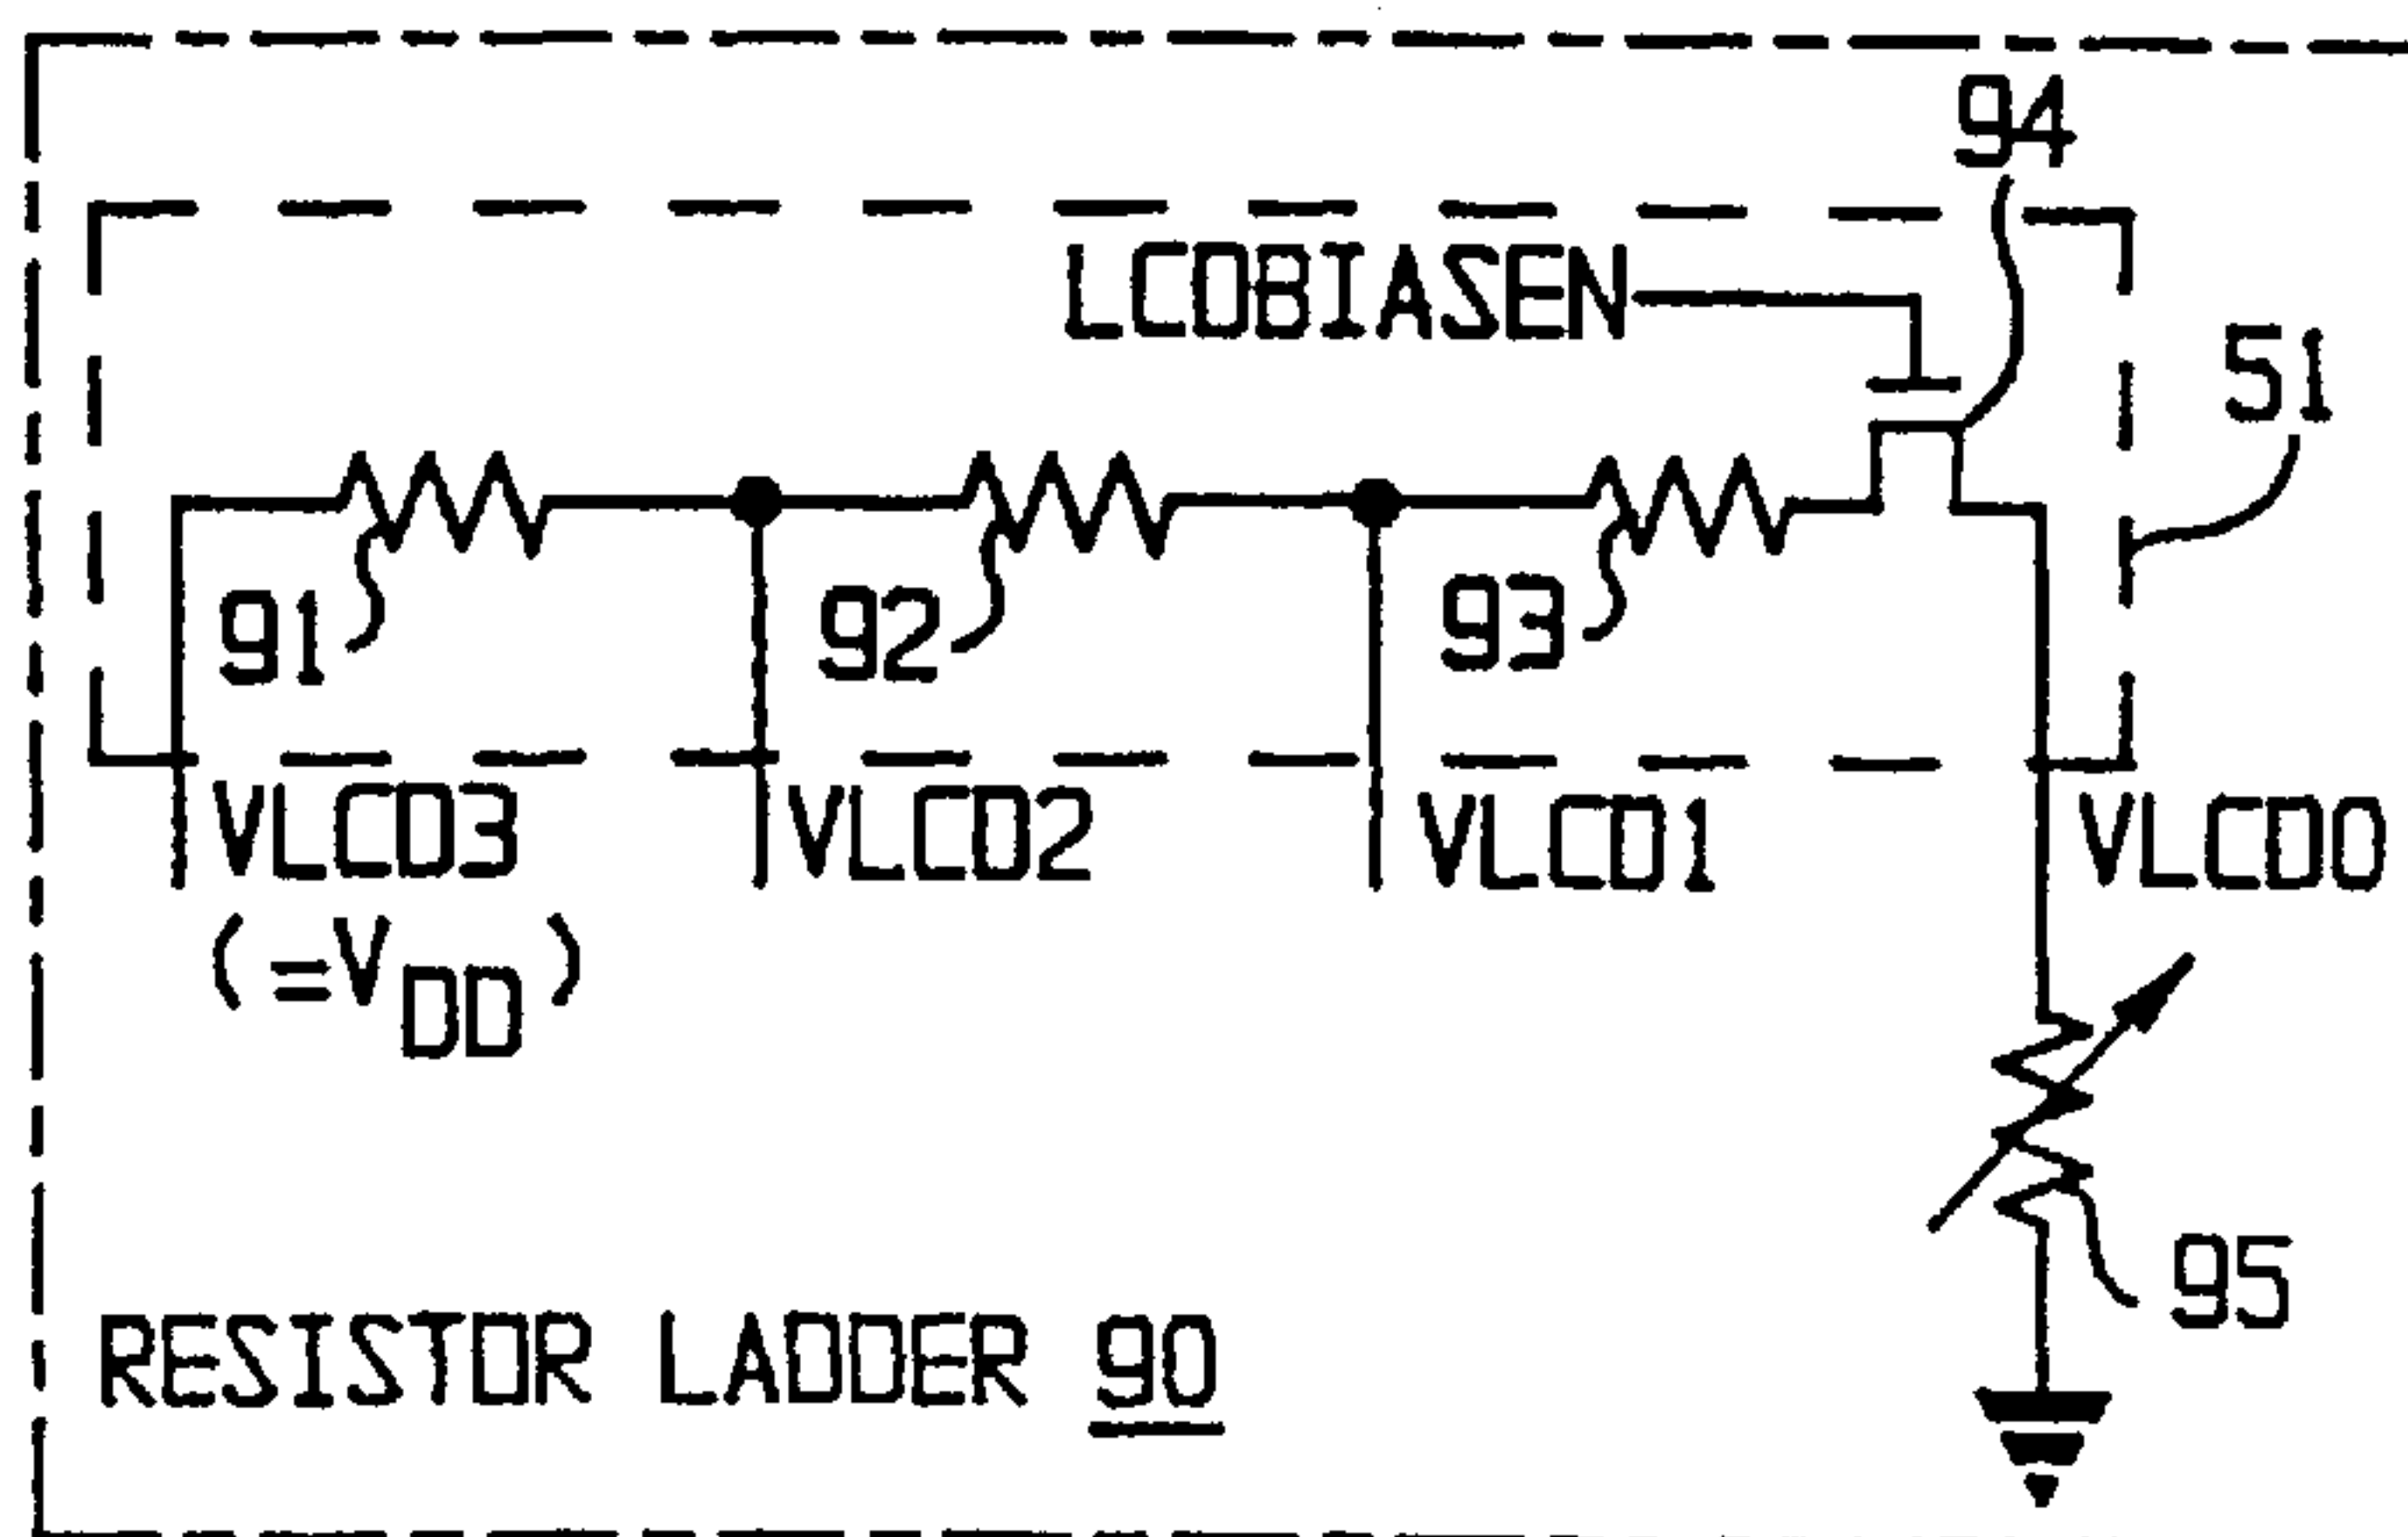 94
LCDBIASEN
51
91
92
93
VLCD3
VLCD2
VLCD1
VLCD0
(=VDD)
95
RESISTOR LADDER 90